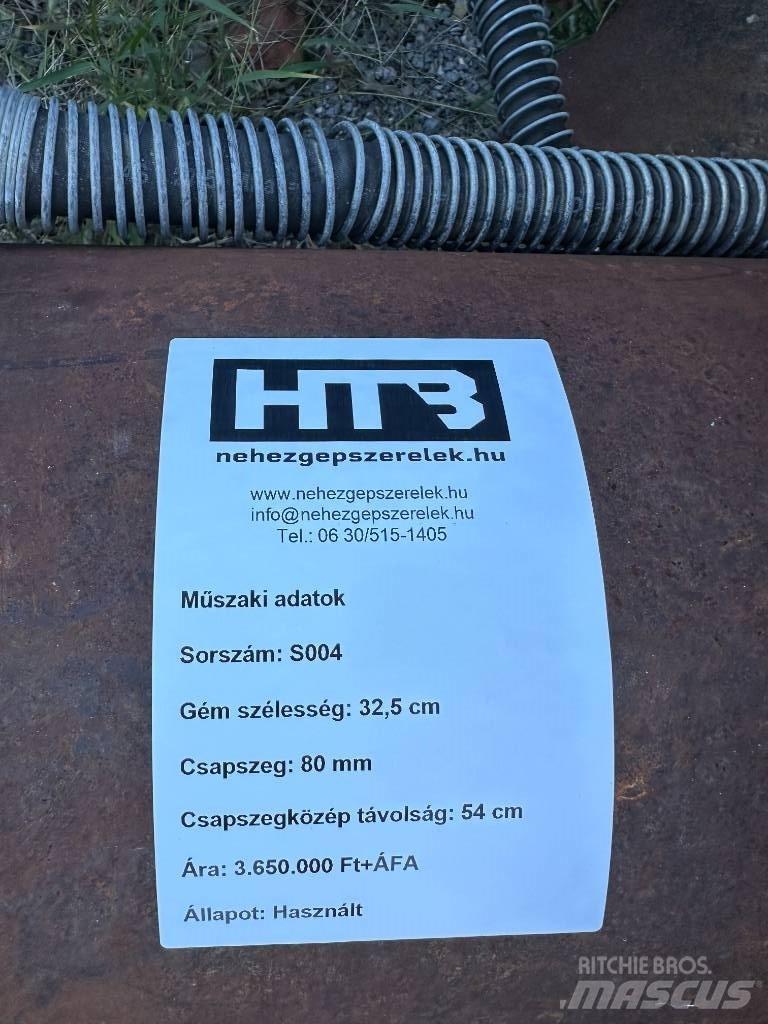 HTB
nehezgepszerelek.hu
www.nehezgepszerelek.hu
info@nehezgepszerelek.hu
Tel.: 06 30/515-1405
Műszaki adatok
Sorszám: S004
Gém szélesség: 32,5 cm
Csapszeg: 80 mm
Csapszegközép távolság: 54 cm
Ára: 3.650.000 Ft+ÁFA
Állapot: Használt
RITCHIE BROS.
MASCUS